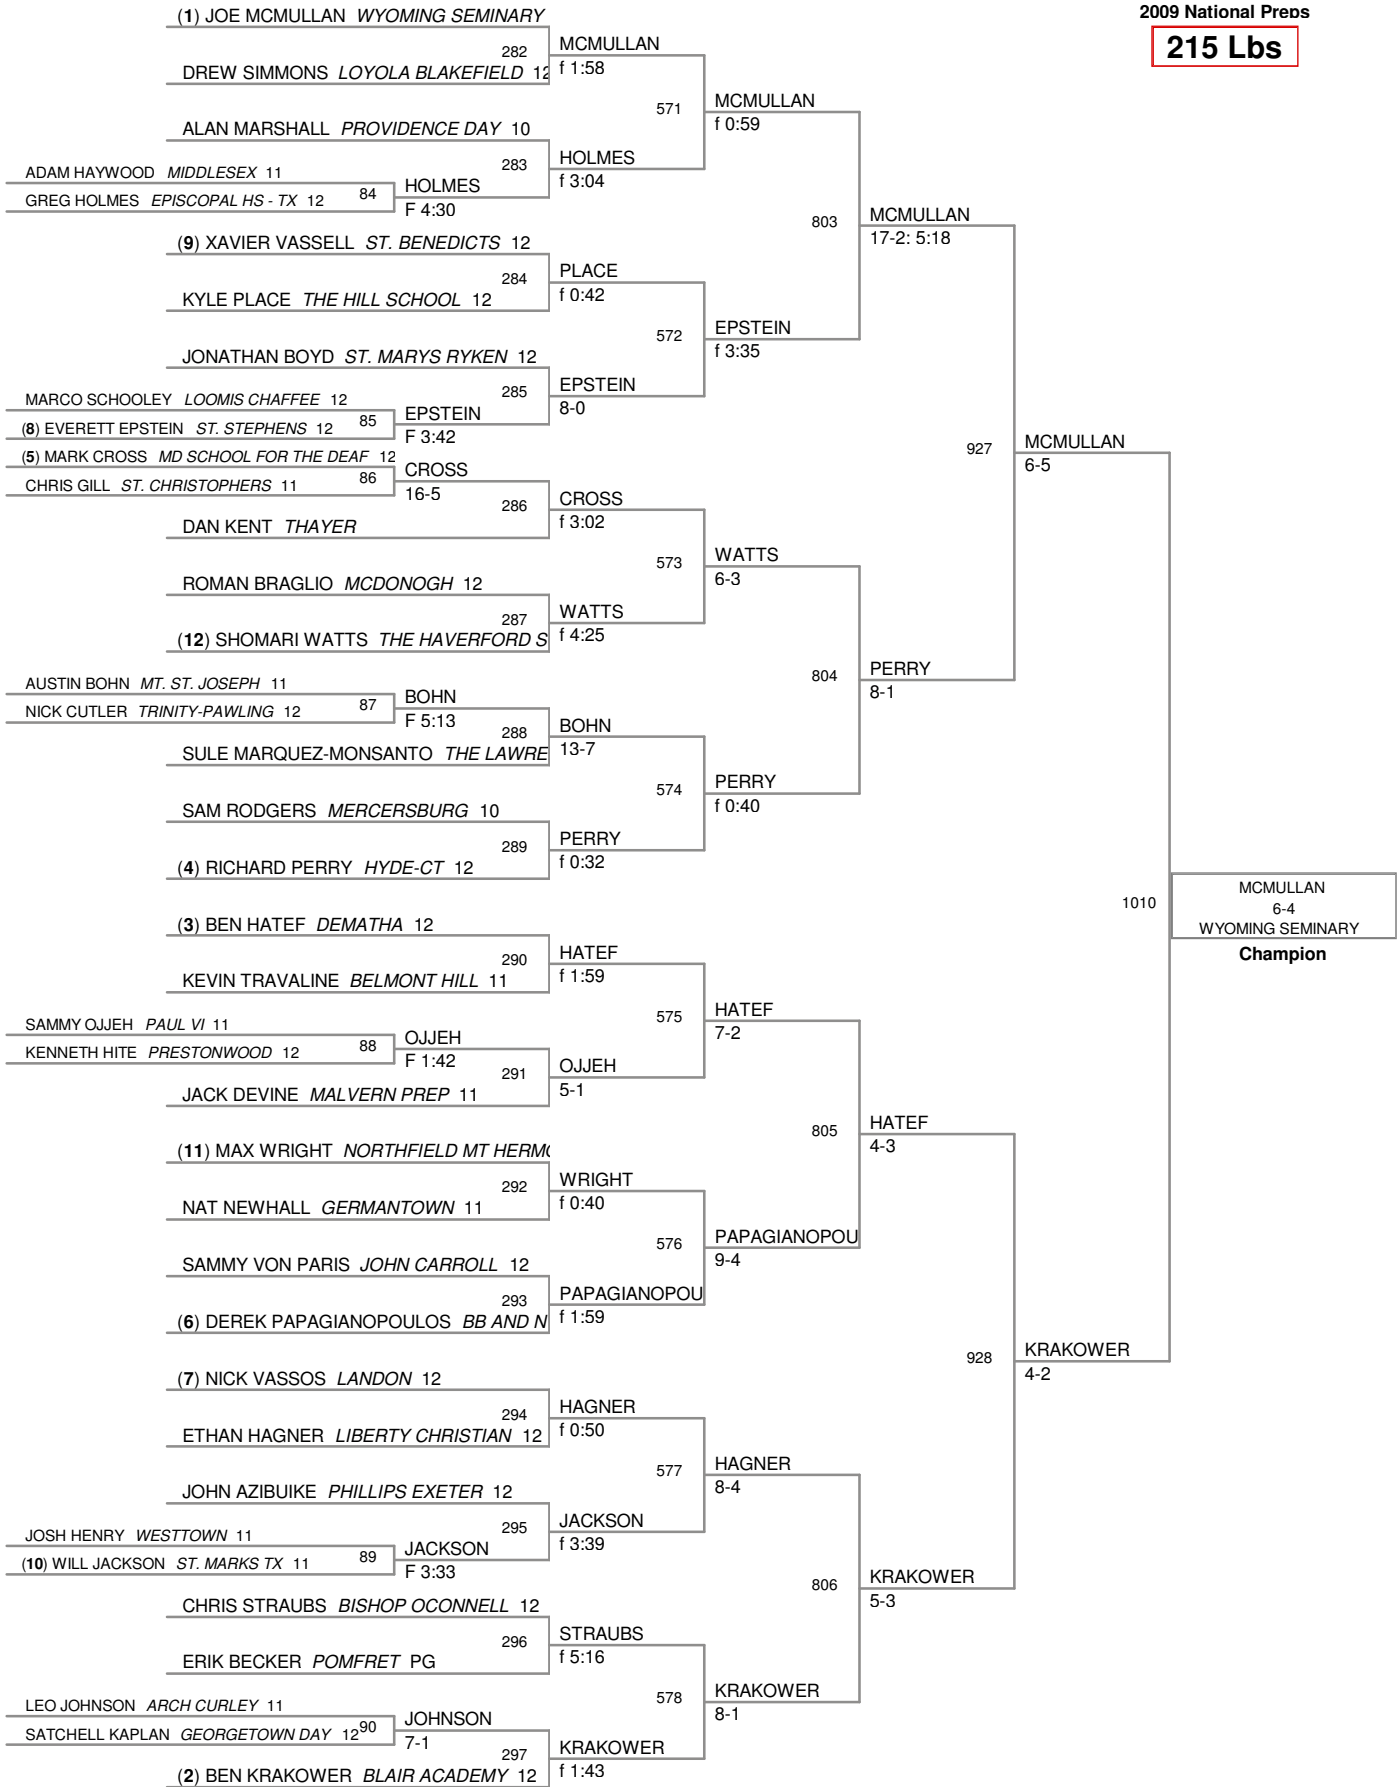 2009 National Preps
215 Lbs
(1) JOE MCMULLAN WYOMING SEMINARY
282
MCMULLAN
f 1:58
DREW SIMMONS LOYOLA BLAKEFIELD 12
571
MCMULLAN
f 0:59
ALAN MARSHALL PROVIDENCE DAY 10
283
HOLMES
f 3:04
ADAM HAYWOOD MIDDLESEX 11
84
HOLMES
F 4:30
GREG HOLMES EPISCOPAL HS - TX 12
803
MCMULLAN
17-2: 5:18
(9) XAVIER VASSELL ST. BENEDICTS 12
284
PLACE
f 0:42
KYLE PLACE THE HILL SCHOOL 12
572
EPSTEIN
f 3:35
JONATHAN BOYD ST. MARYS RYKEN 12
285
EPSTEIN
8-0
MARCO SCHOOLEY LOOMIS CHAFFEE 12
85
EPSTEIN
F 3:42
(8) EVERETT EPSTEIN ST. STEPHENS 12
927
MCMULLAN
6-5
(5) MARK CROSS MD SCHOOL FOR THE DEAF 12
86
CROSS
16-5
CHRIS GILL ST. CHRISTOPHERS 11
286
CROSS
f 3:02
DAN KENT THAYER
573
WATTS
6-3
ROMAN BRAGLIO MCDONOGH 12
287
WATTS
f 4:25
(12) SHOMARI WATTS THE HAVERFORD S
804
PERRY
8-1
AUSTIN BOHN MT. ST. JOSEPH 11
87
BOHN
F 5:13
NICK CUTLER TRINITY-PAWLING 12
288
BOHN
13-7
SULE MARQUEZ-MONSANTO THE LAWRE
574
PERRY
f 0:40
SAM RODGERS MERCERSBURG 10
289
PERRY
f 0:32
(4) RICHARD PERRY HYDE-CT 12
1010
MCMULLAN
6-4
WYOMING SEMINARY
Champion
(3) BEN HATEF DEMATHA 12
290
HATEF
f 1:59
KEVIN TRAVALINE BELMONT HILL 11
575
HATEF
7-2
SAMMY OJJEH PAUL VI 11
88
OJJEH
F 1:42
KENNETH HITE PRESTONWOOD 12
291
OJJEH
5-1
JACK DEVINE MALVERN PREP 11
805
HATEF
4-3
(11) MAX WRIGHT NORTHFIELD MT HERMO
292
WRIGHT
f 0:40
NAT NEWHALL GERMANTOWN 11
576
PAPAGIANOPOU
9-4
SAMMY VON PARIS JOHN CARROLL 12
293
PAPAGIANOPOU
f 1:59
(6) DEREK PAPAGIANOPOULOS BB AND N
928
KRAKOWER
4-2
(7) NICK VASSOS LANDON 12
294
HAGNER
f 0:50
ETHAN HAGNER LIBERTY CHRISTIAN 12
577
HAGNER
8-4
JOHN AZIBUIKE PHILLIPS EXETER 12
295
JACKSON
f 3:39
JOSH HENRY WESTTOWN 11
89
JACKSON
F 3:33
(10) WILL JACKSON ST. MARKS TX 11
806
KRAKOWER
5-3
CHRIS STRAUBS BISHOP OCONNELL 12
296
STRAUBS
f 5:16
ERIK BECKER POMFRET PG
578
KRAKOWER
8-1
LEO JOHNSON ARCH CURLEY 11
90
JOHNSON
7-1
SATCHELL KAPLAN GEORGETOWN DAY 12
297
KRAKOWER
f 1:43
(2) BEN KRAKOWER BLAIR ACADEMY 12